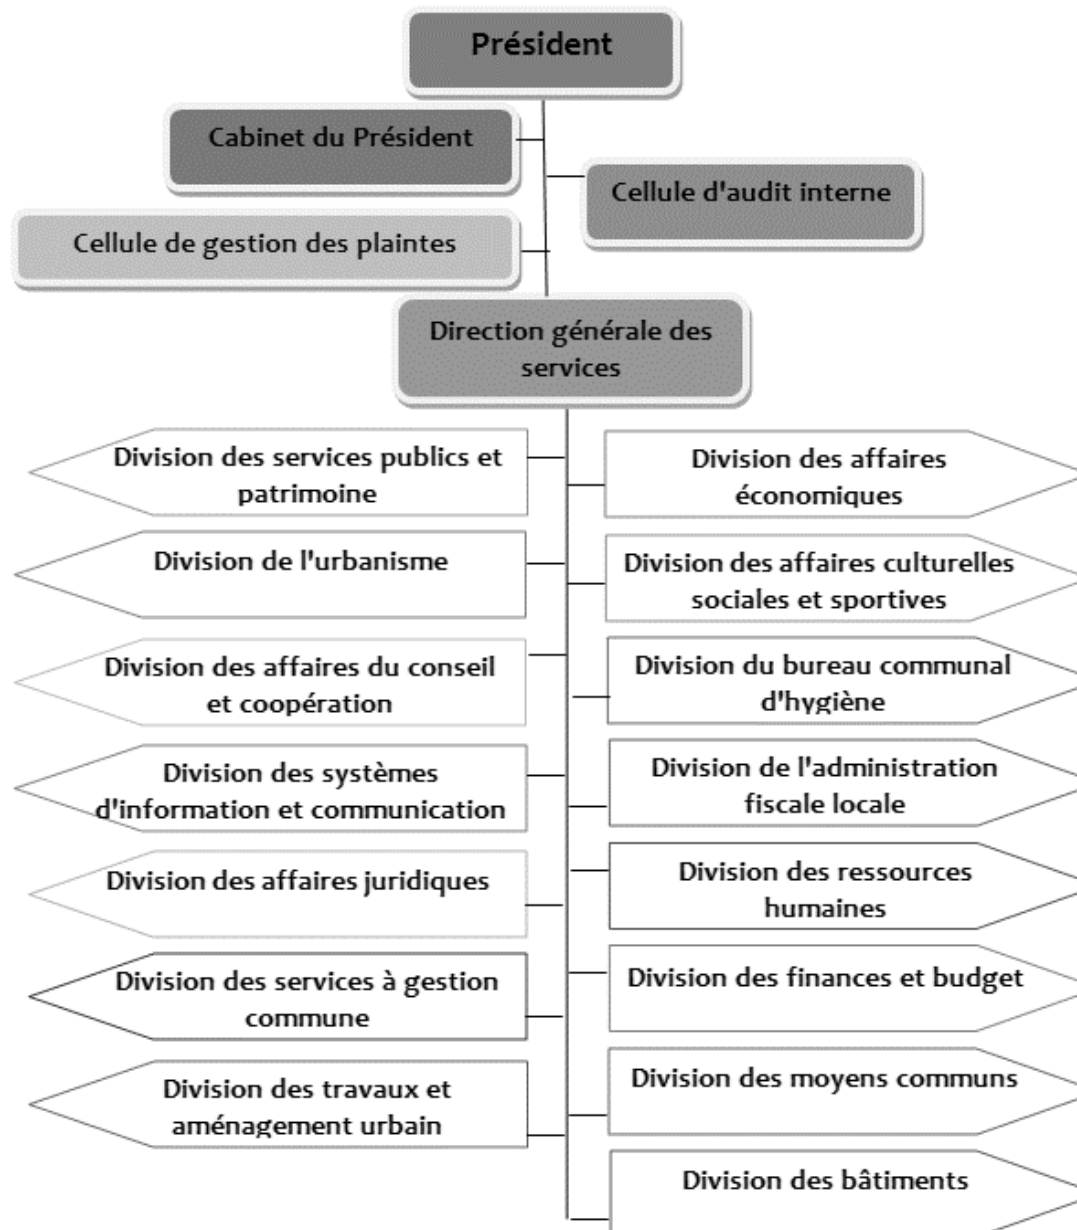 Président
Cabinet du Président
Cellule d'audit interne
Cellule de gestion des plaintes
Direction générale des
services
Division des services publics et
patrimoine
Division des affaires
économiques
Division de l'urbanisme
Division des affaires culturelles
sociales et sportives
Division des affaires du conseil
et coopération
Division du bureau communal
d'hygiène
Division des systèmes
d'information et communication
Division de l'administration
fiscale locale
Division des affaires juridiques
Division des ressources
humaines
Division des services à gestion
commune
Division des finances et budget
Division des travaux et
aménagement urbain
Division des moyens communs
Division des bâtiments